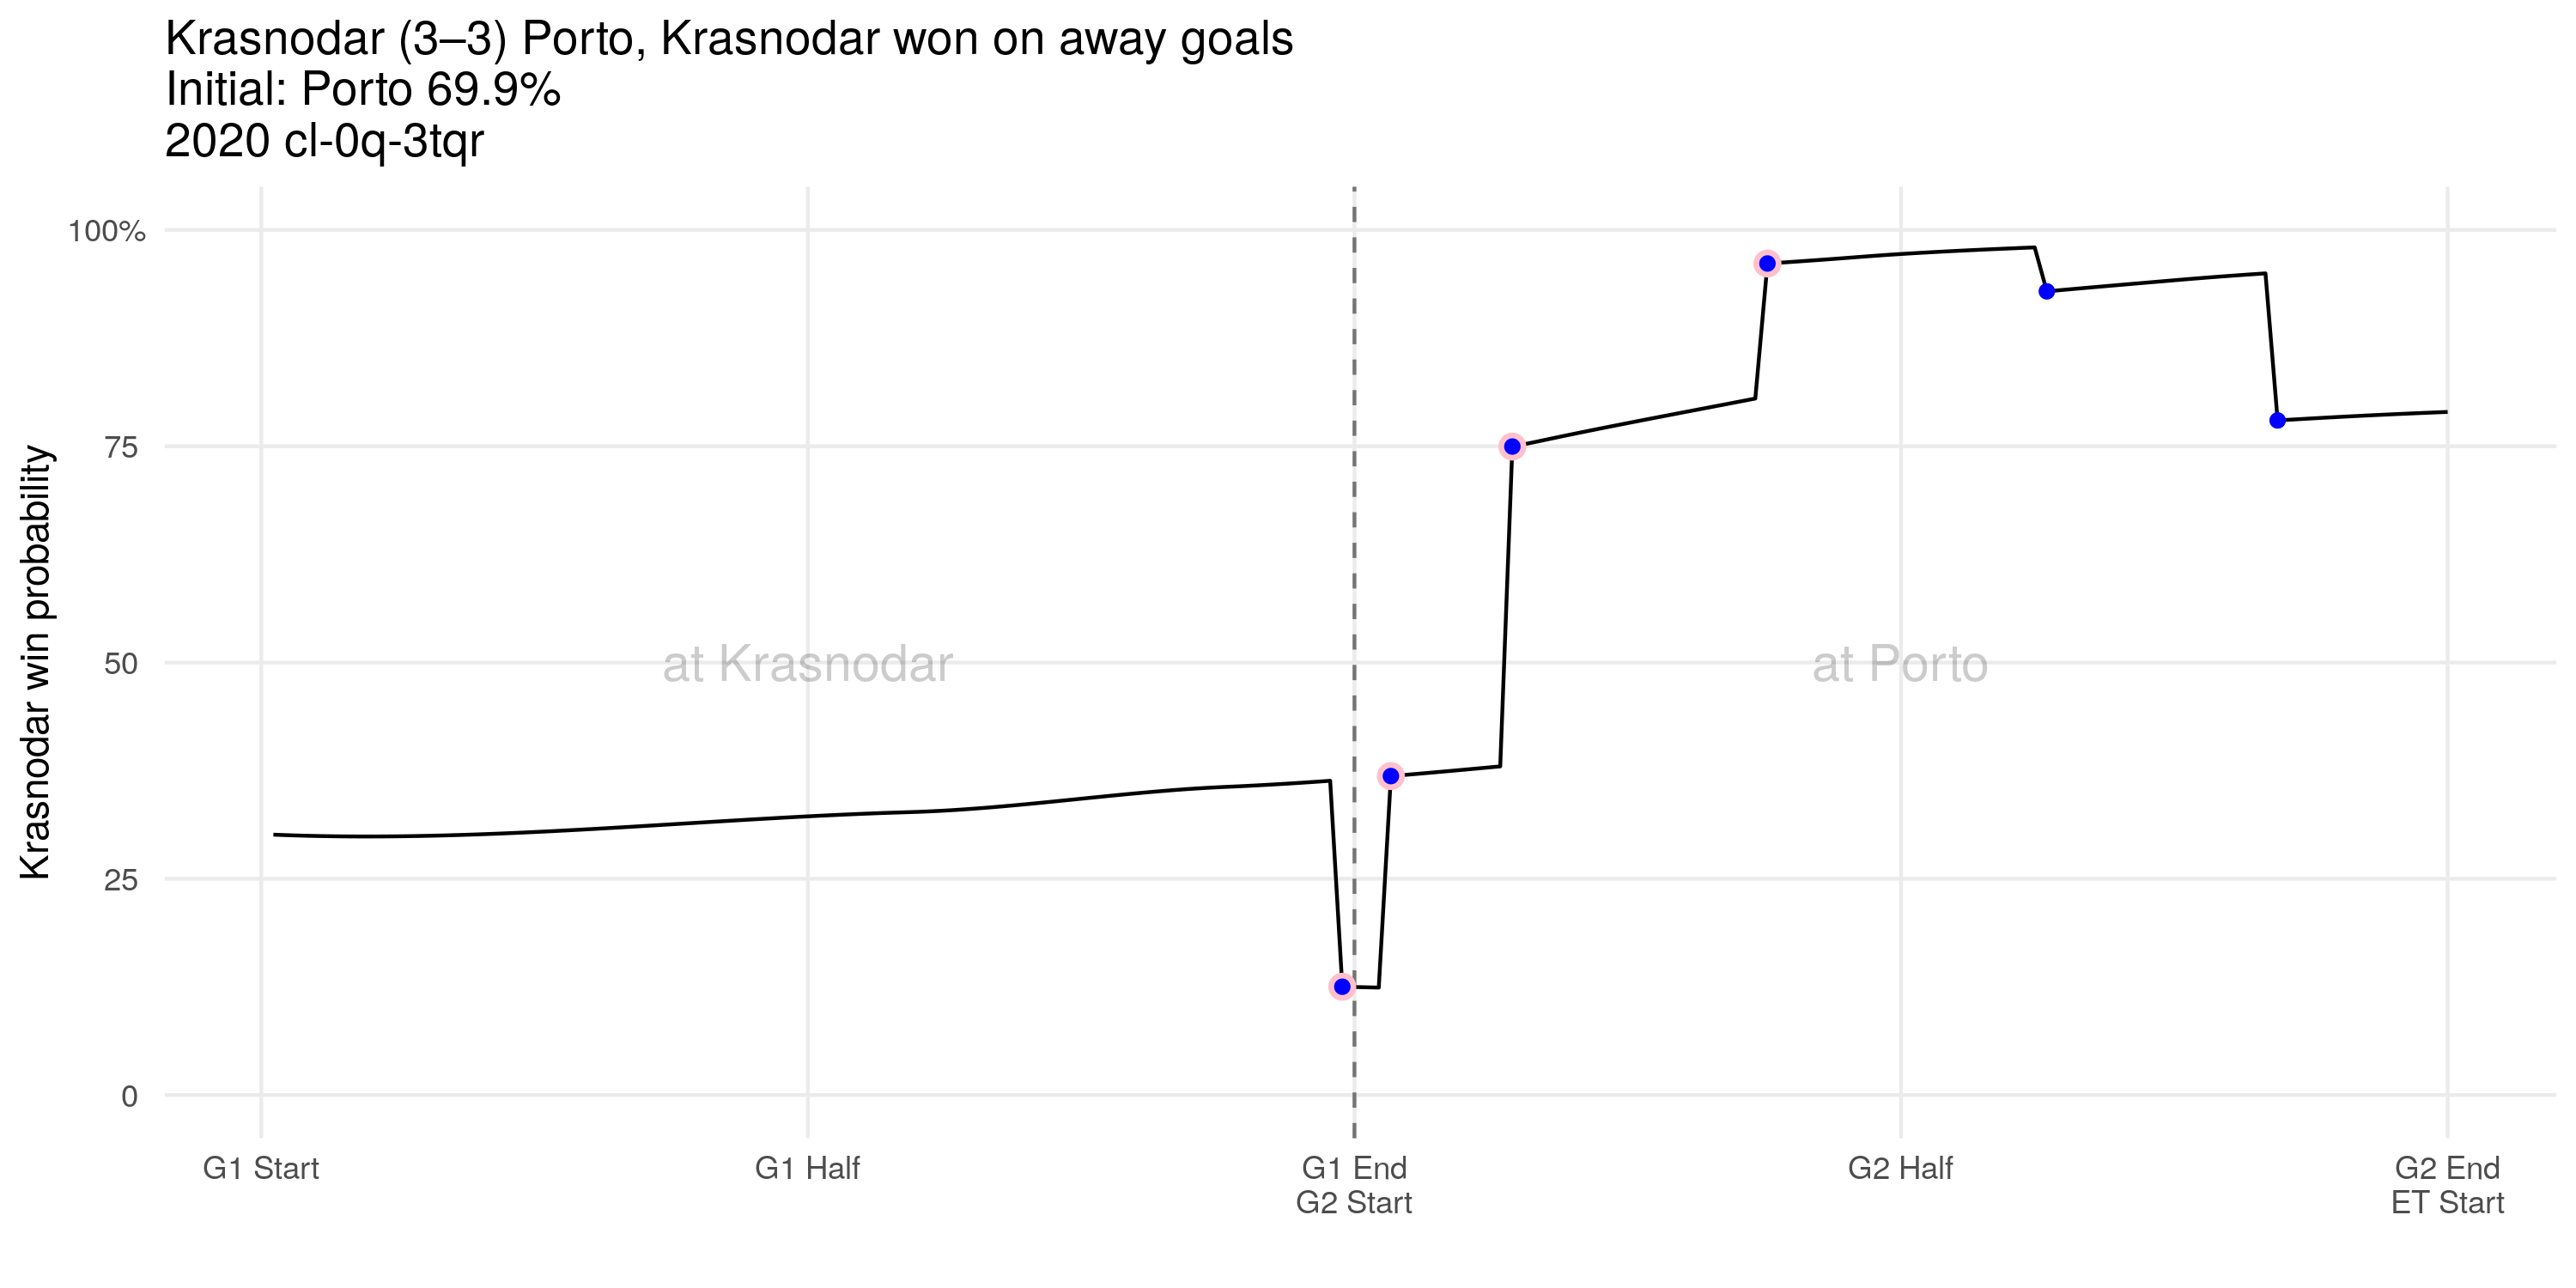 Krasnodar (3–3) Porto, Krasnodar won on away goals
Initial: Porto 69.9%
2020 cl-0q-3tqr
Krasnodar win probability
100%
75
50
25
0
at Krasnodar
at Porto
G1 Start
G1 Half
G1 End
G2 Start
G2 Half
G2 End
ET Start